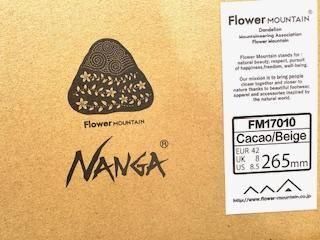 Flower MOUNTAIN ®
NANGA ®
Flower MOUNTAIN ®
Dandelion
Mountaineering Association
Flower Mountain
Flower Mountain stands for :
natural beauty, respect, pursuit
of happiness,freedom, well-being.
Our mission is to bring people
closer together and closer to
nature thanks to beautiful footwear,
apparel and accessories inspired by
the natural world.
FM17010
Cacao/Beige
EUR 42
UK 8
US 8.5
265mm
® flower-mountain.co.jp